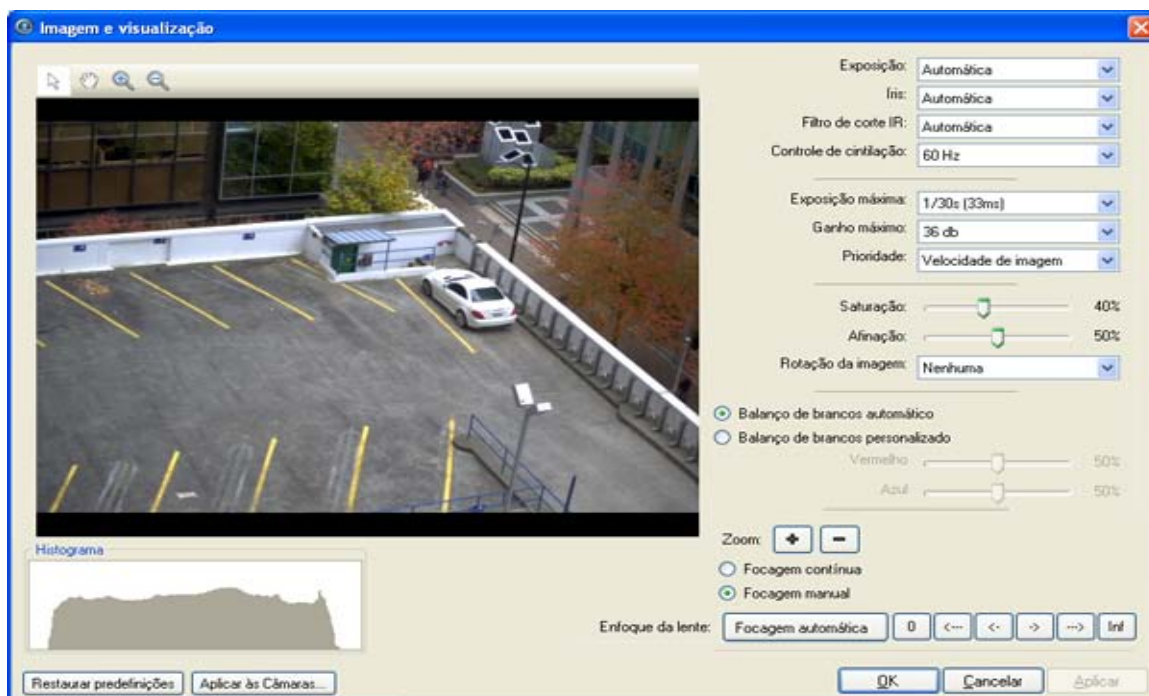 Imagem e visualização
Exposição: Automática
Íris: Automática
Filtro de corte IR: Automática
Controle de cintilação: 60 Hz
Exposição máxima: 1/30s (33ms)
Ganho máximo: 36 db
Prioridade: Velocidade de imagem
Saturação: 40%
Afinação: 50%
Rotação da imagem: Nenhuma
Balanço de brancos automático
Balanço de brancos personalizado
Vermelho 50%
Azul 50%
Histograma
Zoom: + -
Focagem contínua
Focagem manual
Enfoque da lente: Focagem automática 0 <--- <- -> ---> Inf
Restaurar predefinições Aplicar às Câmaras... OK Cancelar Aplicar